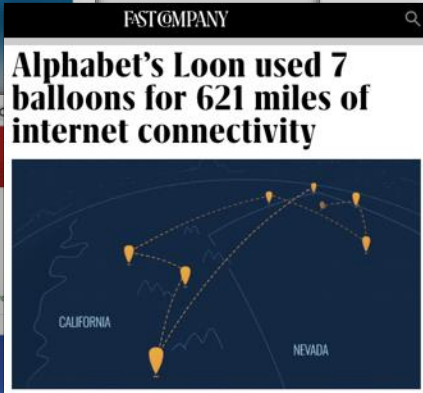 FAST COMPANY
Alphabet's Loon used 7
balloons for 621 miles of
internet connectivity
CALIFORNIA
NEVADA